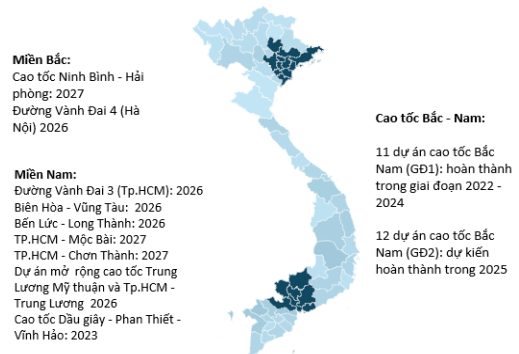 Miền Bắc:
Cao tốc Ninh Bình - Hải
phòng: 2027
Đường Vành Đai 4 (Hà
Nội) 2026
Cao tốc Bắc - Nam:
11 dự án cao tốc Bắc
Nam (GĐ1): hoàn thành
trong giai đoạn 2022 -
2024
12 dự án cao tốc Bắc
Nam (GĐ2): dự kiến
hoàn thành trong 2025
Miền Nam:
Đường Vành Đai 3 (Tp.HCM): 2026
Biên Hòa - Vũng Tàu: 2026
Bến Lức - Long Thành: 2026
TP.HCM - Mộc Bài: 2027
TP.HCM - Chơn Thành: 2027
Dự án mở rộng cao tốc Trung
Lương Mỹ thuận và Tp.HCM -
Trung Lương 2026
Cao tốc Dầu giây - Phan Thiết -
Vĩnh Hảo: 2023